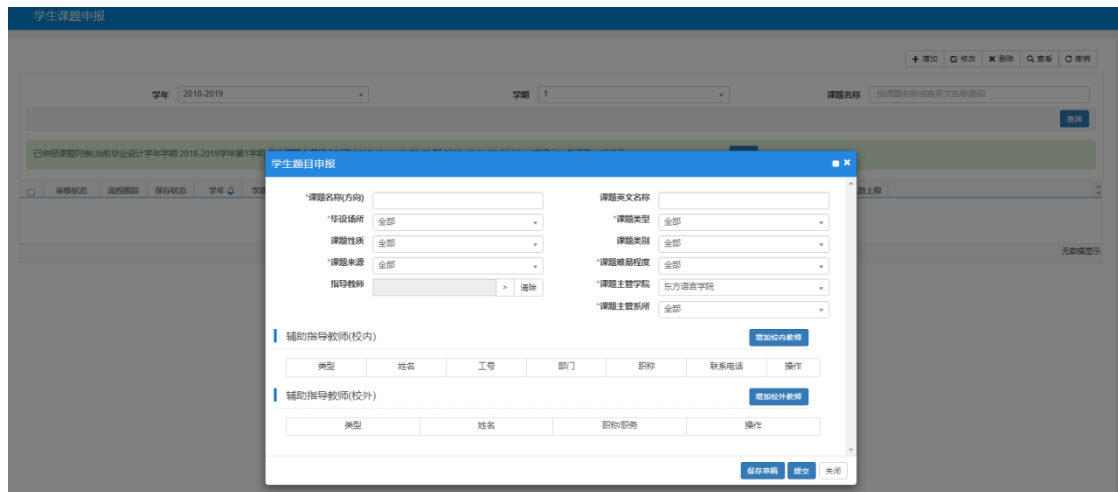 学生课题申报
增加 修改 删除 查看 刷新
学年 2018-2019 学期 1 课题名称 按课题名称或者英文名称查询
查询
已申报课题列表(当前毕业设计学年学期:2018-2019学年第1学期
审核状态 流程跟踪 保存状态 学年
数上限
无数据显示
学生题目申报
*课题名称(方向) 课题英文名称
*毕设场所 全部 *课题类型 全部
课题性质 全部 课题类别 全部
*课题来源 全部 *课题难易程度 全部
指导教师 > 清除 *课题主管学院 东方语言学院
*课题主管系所 全部
辅助指导教师(校内) 增加校内教师
类型 姓名 工号 部门 职称 联系电话 操作
辅助指导教师(校外) 增加校外教师
类型 姓名 职称/职务 操作
保存草稿 提交 关闭